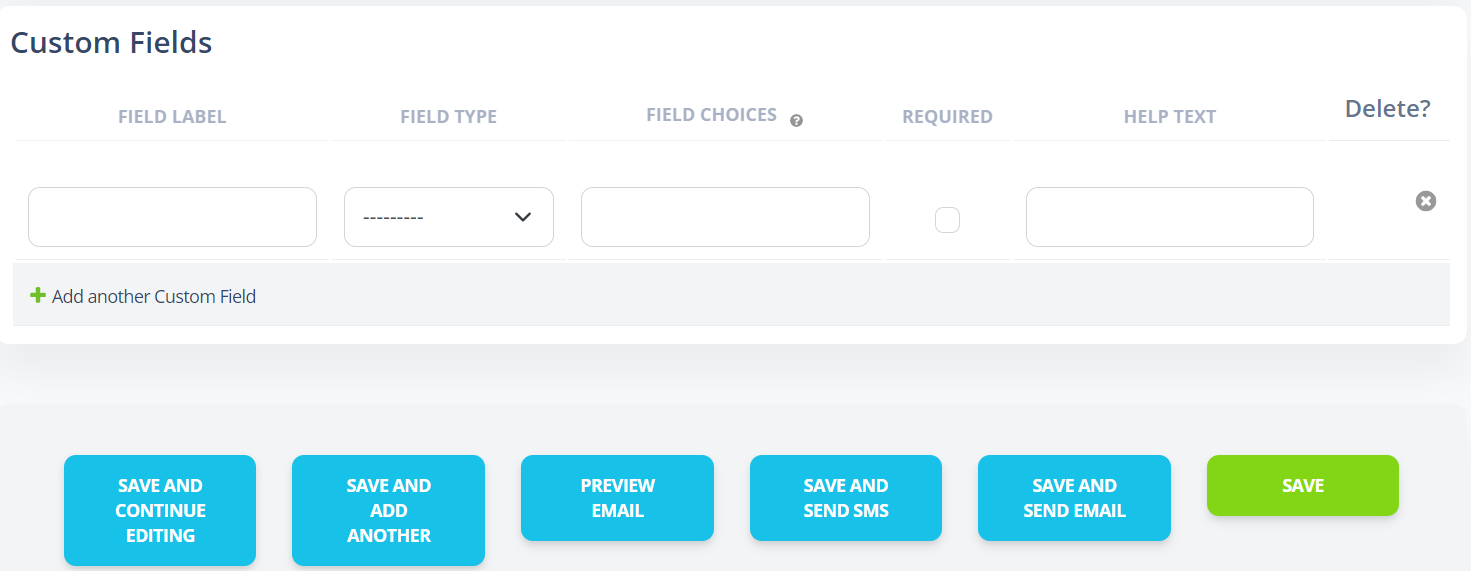 Custom Fields
FIELD LABEL FIELD TYPE FIELD CHOICES ? REQUIRED HELP TEXT Delete?
---------
Add another Custom Field
SAVE AND
CONTINUE
EDITING
SAVE AND
ADD
ANOTHER
PREVIEW
EMAIL
SAVE AND
SEND SMS
SAVE AND
SEND EMAIL
SAVE